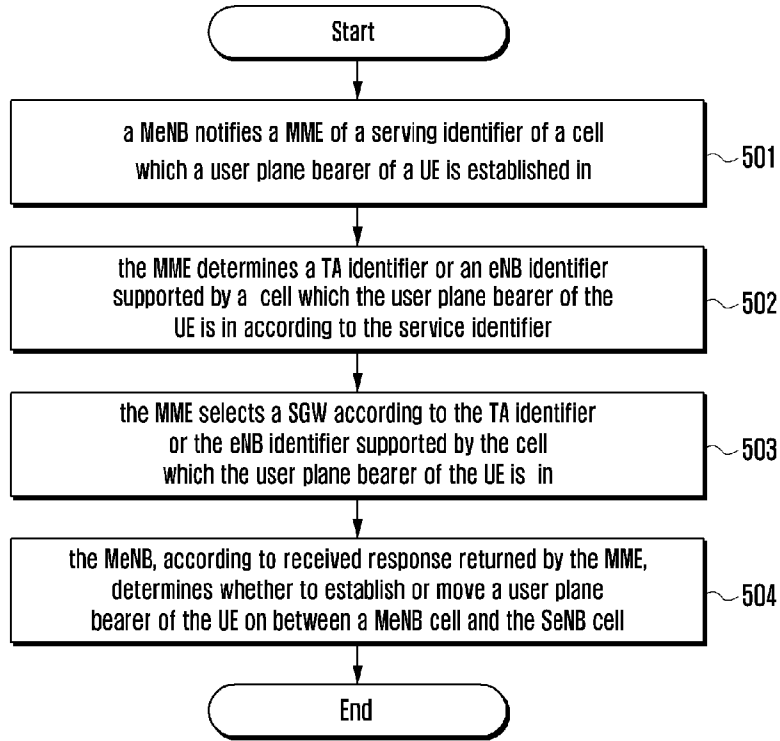 Start
a MeNB notifies a MME of a serving identifier of a cell
which a user plane bearer of a UE is established in
501
the MME determines a TA identifier or an eNB identifier
supported by a cell which the user plane bearer of the
UE is in according to the service identifier
502
the MME selects a SGW according to the TA identifier
or the eNB identifier supported by the cell
which the user plane bearer of the UE is in
503
the MeNB, according to received response returned by the MME,
determines whether to establish or move a user plane
bearer of the UE on between a MeNB cell and the SeNB cell
504
End